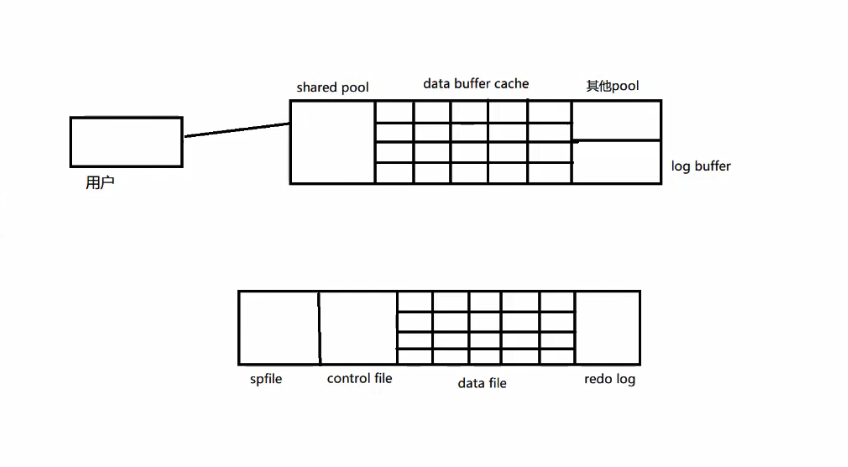 shared pool
data buffer cache
其他pool
log buffer
用户
spfile
control file
data file
redo log